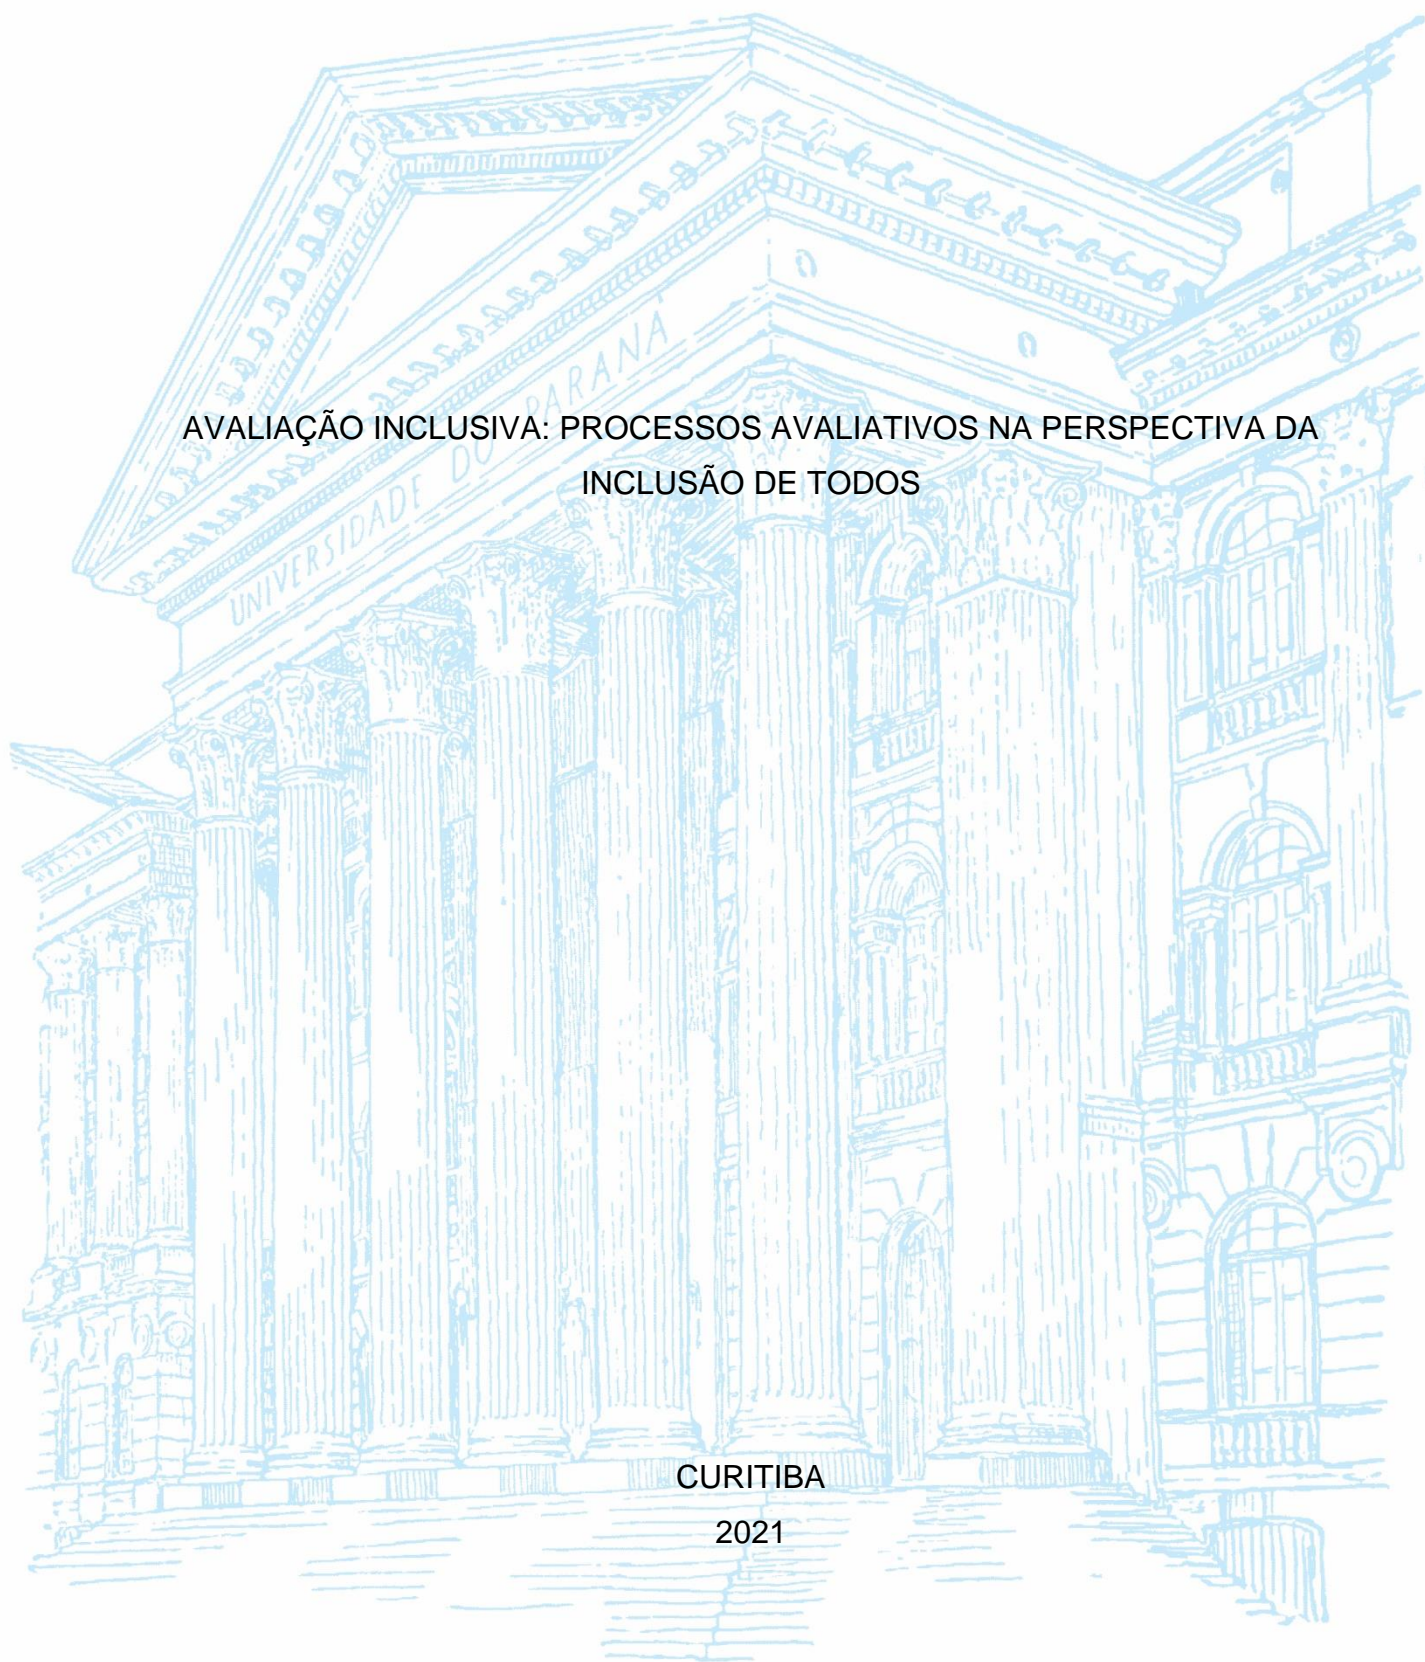 UNIVERSIDADE DO PARANÁ
AVALIAÇÃO INCLUSIVA: PROCESSOS AVALIATIVOS NA PERSPECTIVA DA
INCLUSÃO DE TODOS
CURITIBA
2021